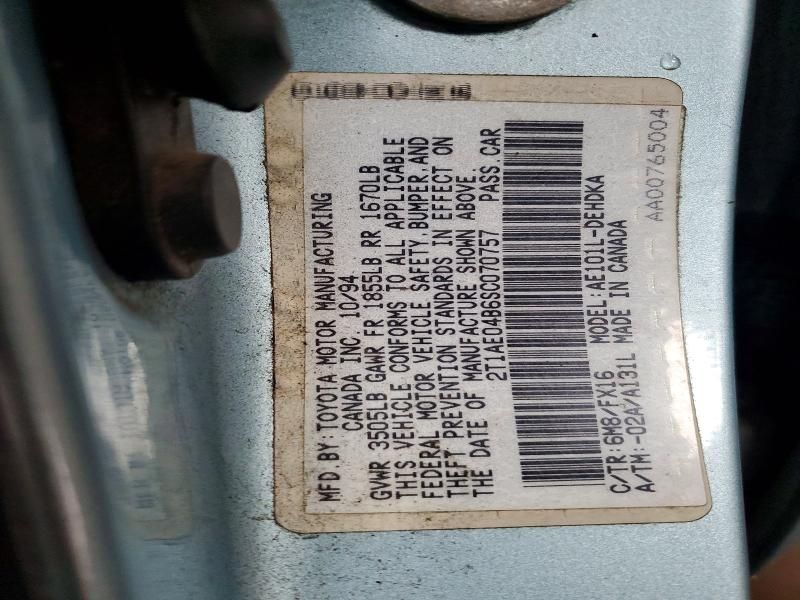 MFD.BY:TOYOTA MOTOR MANUFACTURING
CANADA INC. 10/94
GVWR 3505LB GAWR FR 1855LB RR 1670LB
THIS VEHICLE CONFORMS TO ALL APPLICABLE
FEDERAL MOTOR VEHICLE SAFETY,BUMPER,AND
THEFT PREVENTION STANDARDS IN EFFECT ON
THE DATE OF MANUFACTURE SHOWN ABOVE.
2T1AE04B6SC070757 PASS.CAR
C/TR:6M8/FX16 MODEL:AE101L-DEHDKA
A/TM:-02A/A131L MADE IN CANADA
AA00765004